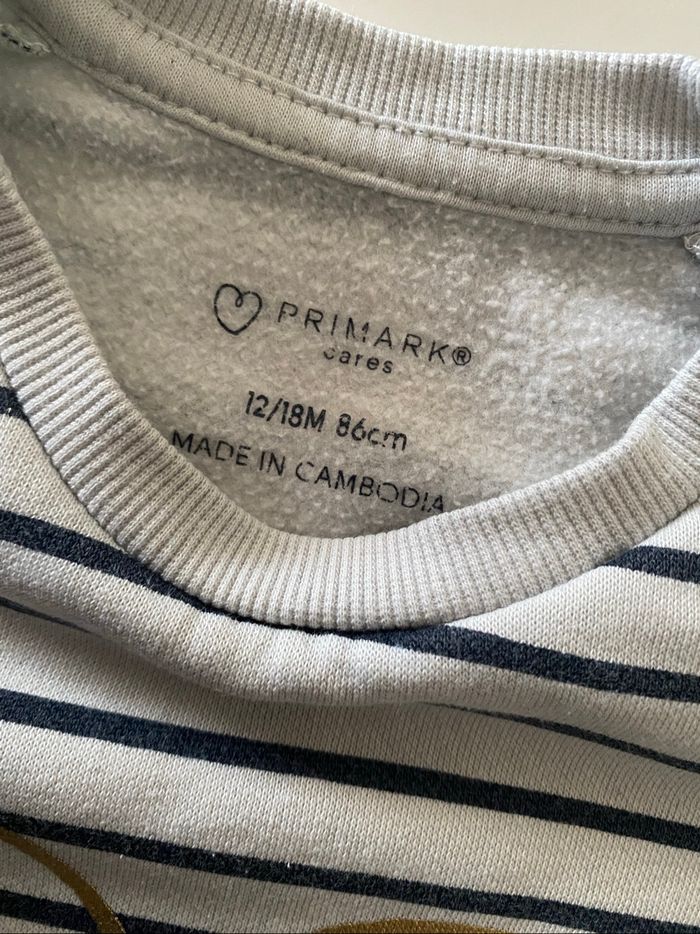 PRIMARK®
cares
12/18M 86cm
MADE IN CAMBODIA